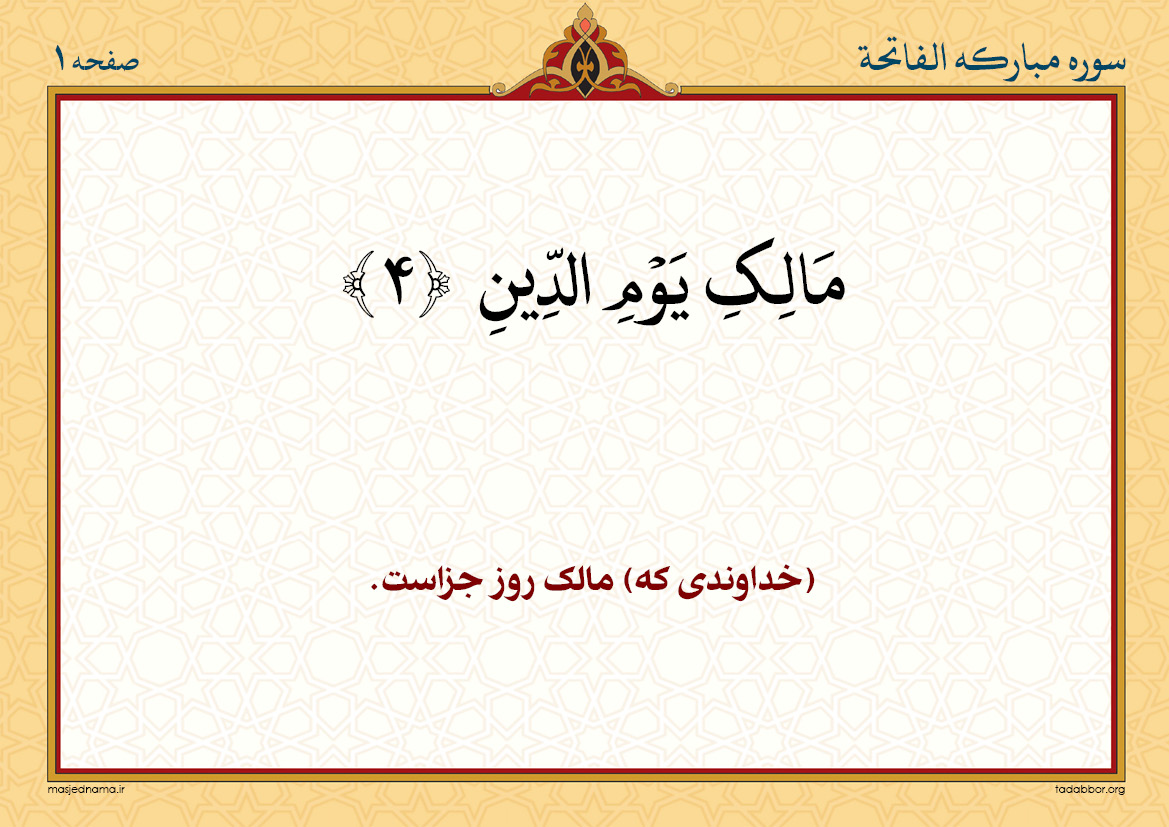 سوره مبارکه الفاتحة
صفحه ۱
مَالِکِ يَوْمِ الدِّينِ ﴿۴﴾
(خداوندی که) مالک روز جزاست.
masjednama.ir
tadabbor.org